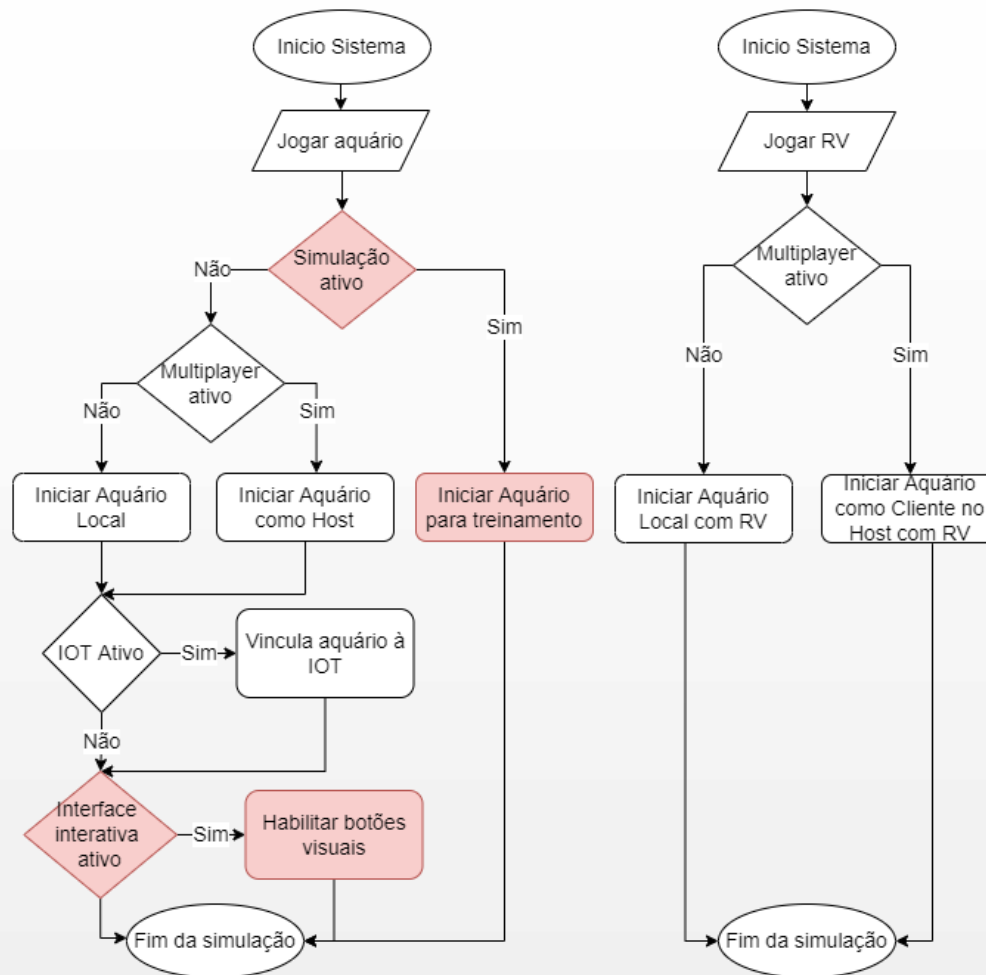 Inicio Sistema
Jogar aquário
Simulação
ativo
Não
Sim
Multiplayer
ativo
Não
Sim
Iniciar Aquário
Local
Iniciar Aquário
como Host
Iniciar Aquário
para treinamento
IOT Ativo
Sim
Vincula aquário à
IOT
Não
Interface
interativa
ativo
Sim
Habilitar botões
visuais
Fim da simulação
Inicio Sistema
Jogar RV
Multiplayer
ativo
Não
Sim
Iniciar Aquário
Local com RV
Iniciar Aquário
como Cliente no
Host com RV
Fim da simulação